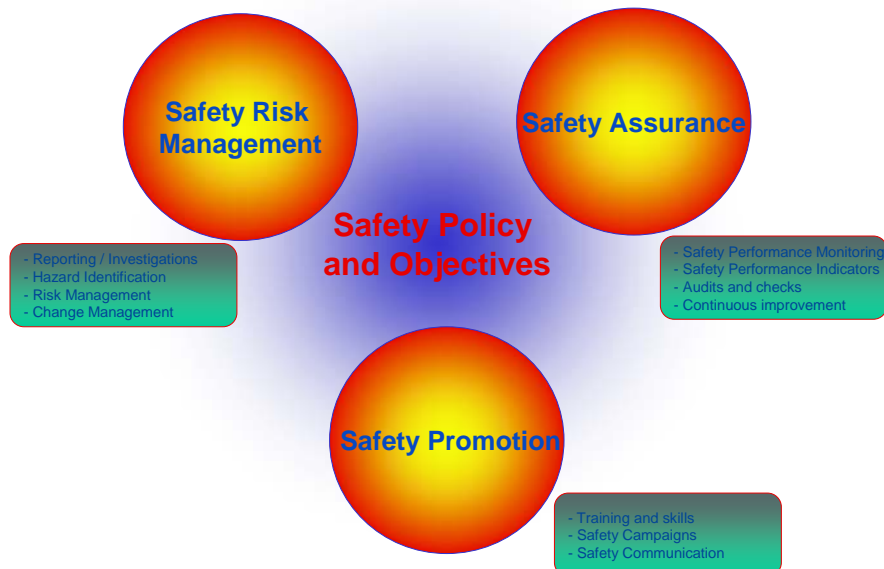 Safety Risk
Management
Safety Assurance
Safety Policy
and Objectives
- Reporting / Investigations
- Hazard Identification
- Risk Management
- Change Management
- Safety Performance Monitoring
- Safety Performance Indicators
- Audits and checks
- Continuous improvement
Safety Promotion
- Training and skills
- Safety Campaigns
- Safety Communication